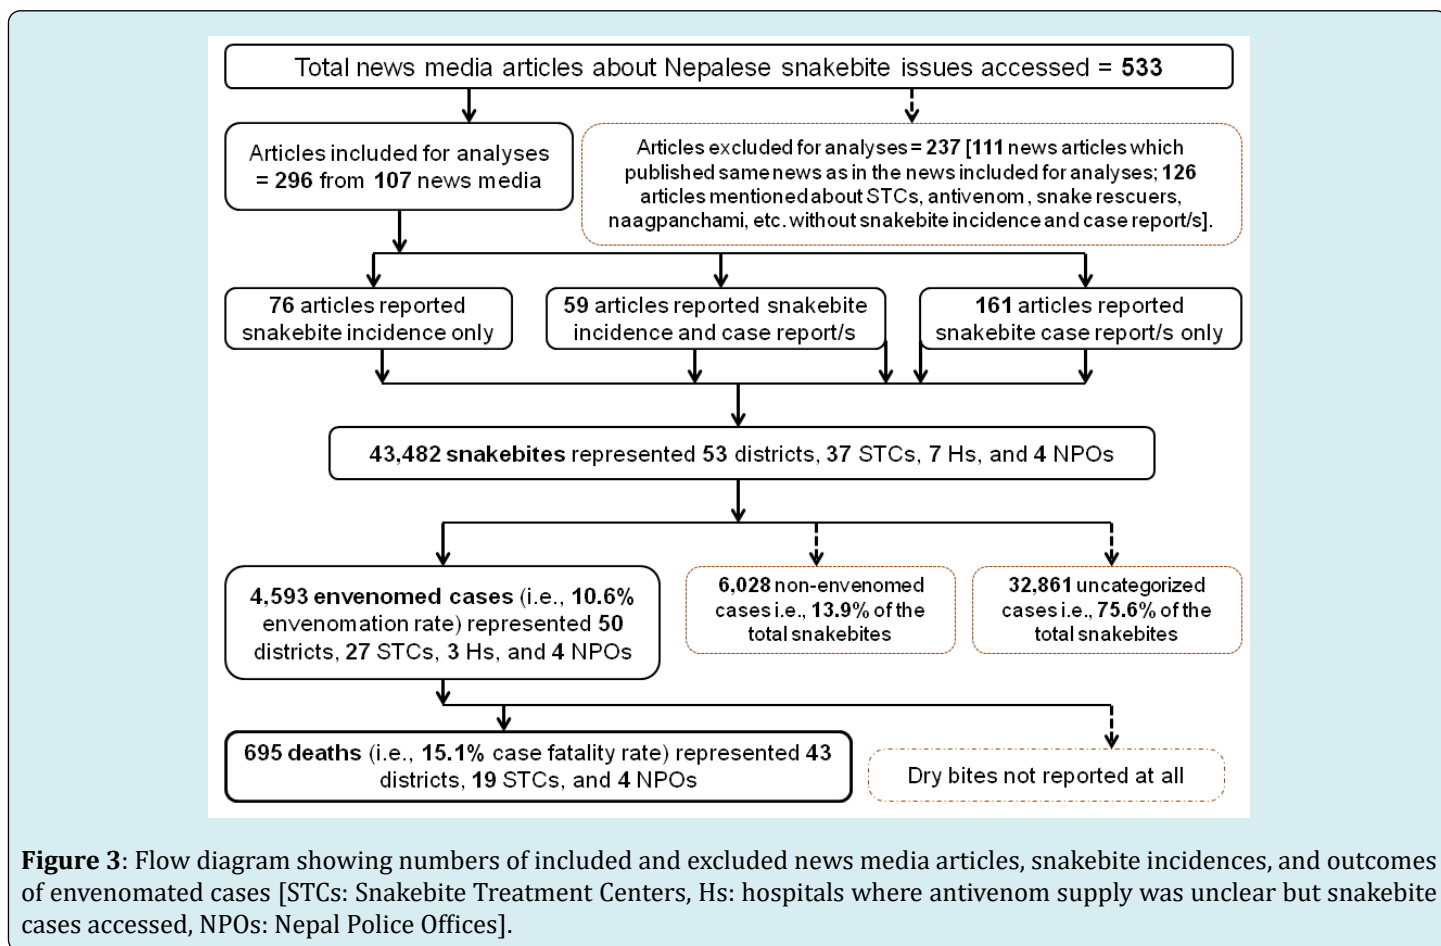 Total news media articles about Nepalese snakebite issues accessed = 533
Articles included for analyses
= 296 from 107 news media
Articles excluded for analyses = 237 [111 news articles which
published same news as in the news included for analyses; 126
articles mentioned about STCs, antivenom, snake rescuers,
naagpanchami, etc. without snakebite incidence and case report/s].
76 articles reported
snakebite incidence only
59 articles reported snakebite
incidence and case report/s
161 articles reported
snakebite case report/s only
43,482 snakebites represented 53 districts, 37 STCs, 7 Hs, and 4 NPOs
4,593 envenomed cases (i.e., 10.6%
envenomation rate) represented 50
districts, 27 STCs, 3 Hs, and 4 NPOs
6,028 non-envenomed
cases i.e., 13.9% of the
total snakebites
32,861 uncategorized
cases i.e., 75.6% of the
total snakebites
695 deaths (i.e., 15.1% case fatality rate) represented 43
districts, 19 STCs, and 4 NPOs
Dry bites not reported at all
Figure 3: Flow diagram showing numbers of included and excluded news media articles, snakebite incidences, and outcomes
of envenomated cases [STCs: Snakebite Treatment Centers, Hs: hospitals where antivenom supply was unclear but snakebite
cases accessed, NPOs: Nepal Police Offices].